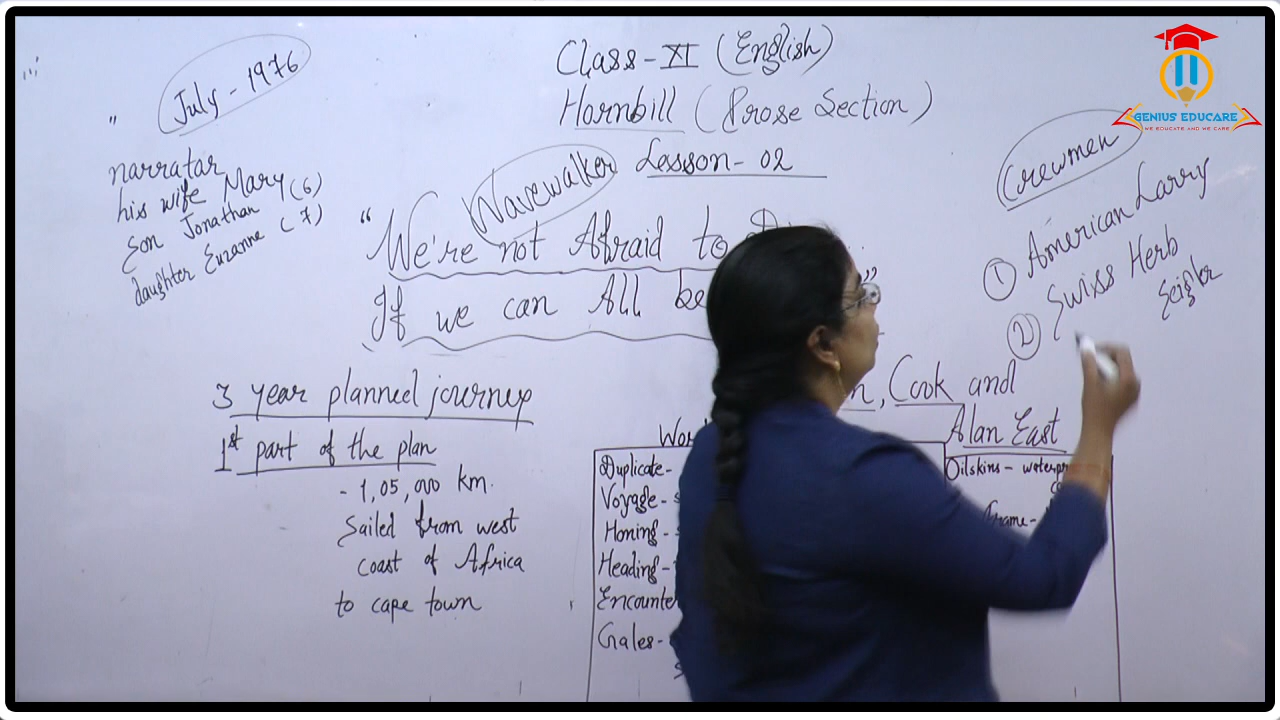 Class-XI (English)
Hornbill (Prose Section)
Lesson-02
July-1976
narratar
his wife Mary (6)
Son Jonathan
daughter Suzanne (7)
Wavewalker
"We're not Afraid to D
If we can All be "
3 year planned journey
1st part of the plan
- 1,05,000 km.
Sailed from west
coast of Africa
to cape town
n, Cook and
Alan East
Wor
Duplicate-
Voyage-
Honing-
Heading-
Encounte
Gales-
Oilskins- waterpr
Crewmen
1 American Larry
2 Swiss Herb
Seigler
GENIUS EDUCARE
WE EDUCATE AND WE CARE